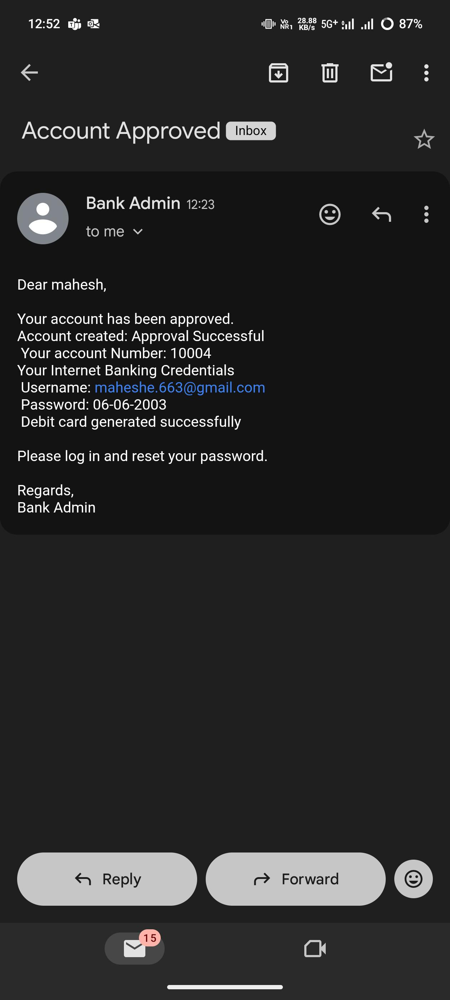 12:52
Vo
NR1
28.88
KB/s
5G+
87%
Account Approved Inbox
Bank Admin 12:23
to me
Dear mahesh,
Your account has been approved.
Account created: Approval Successful
Your account Number: 10004
Your Internet Banking Credentials
Username: maheshe.663@gmail.com
Password: 06-06-2003
Debit card generated successfully
Please log in and reset your password.
Regards,
Bank Admin
Reply
Forward
15